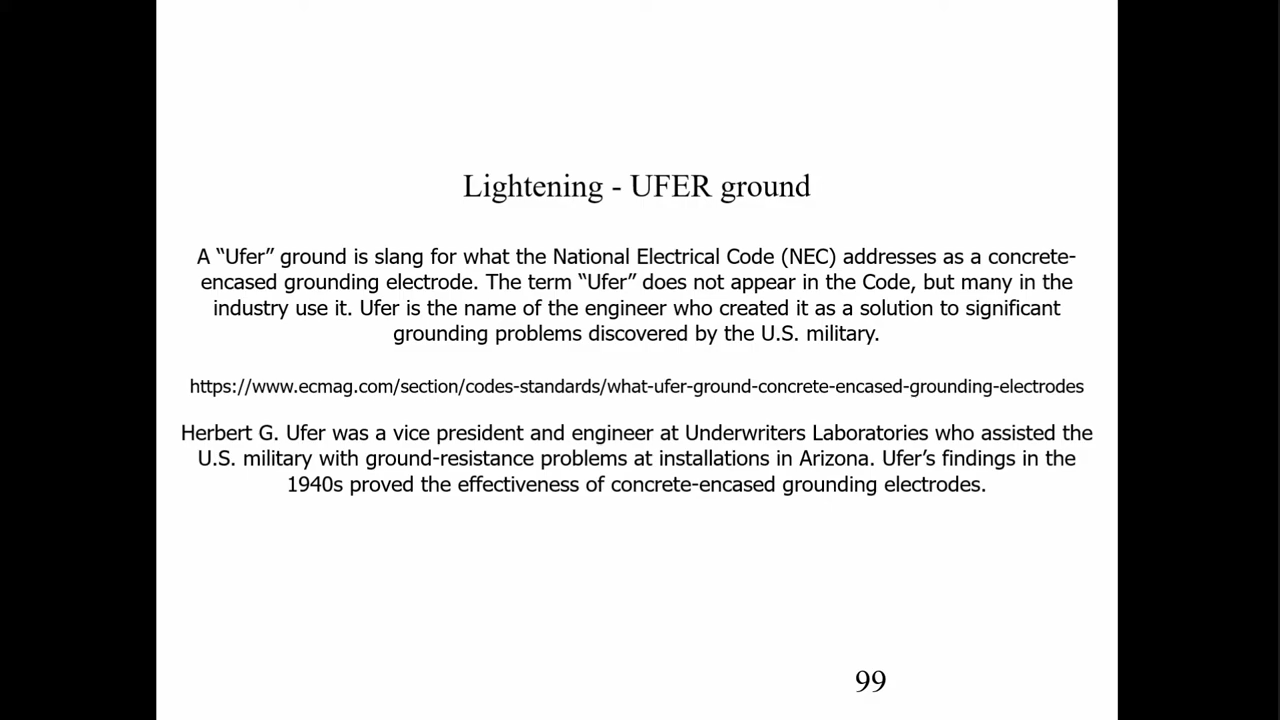 Lightening - UFER ground
A “Ufer” ground is slang for what the National Electrical Code (NEC) addresses as a concrete-
encased grounding electrode. The term “Ufer” does not appear in the Code, but many in the
industry use it. Ufer is the name of the engineer who created it as a solution to significant
grounding problems discovered by the U.S. military.
https://www.ecmag.com/section/codes-standards/what-ufer-ground-concrete-encased-grounding-electrodes
Herbert G. Ufer was a vice president and engineer at Underwriters Laboratories who assisted the
U.S. military with ground-resistance problems at installations in Arizona. Ufer’s findings in the
1940s proved the effectiveness of concrete-encased grounding electrodes.
99